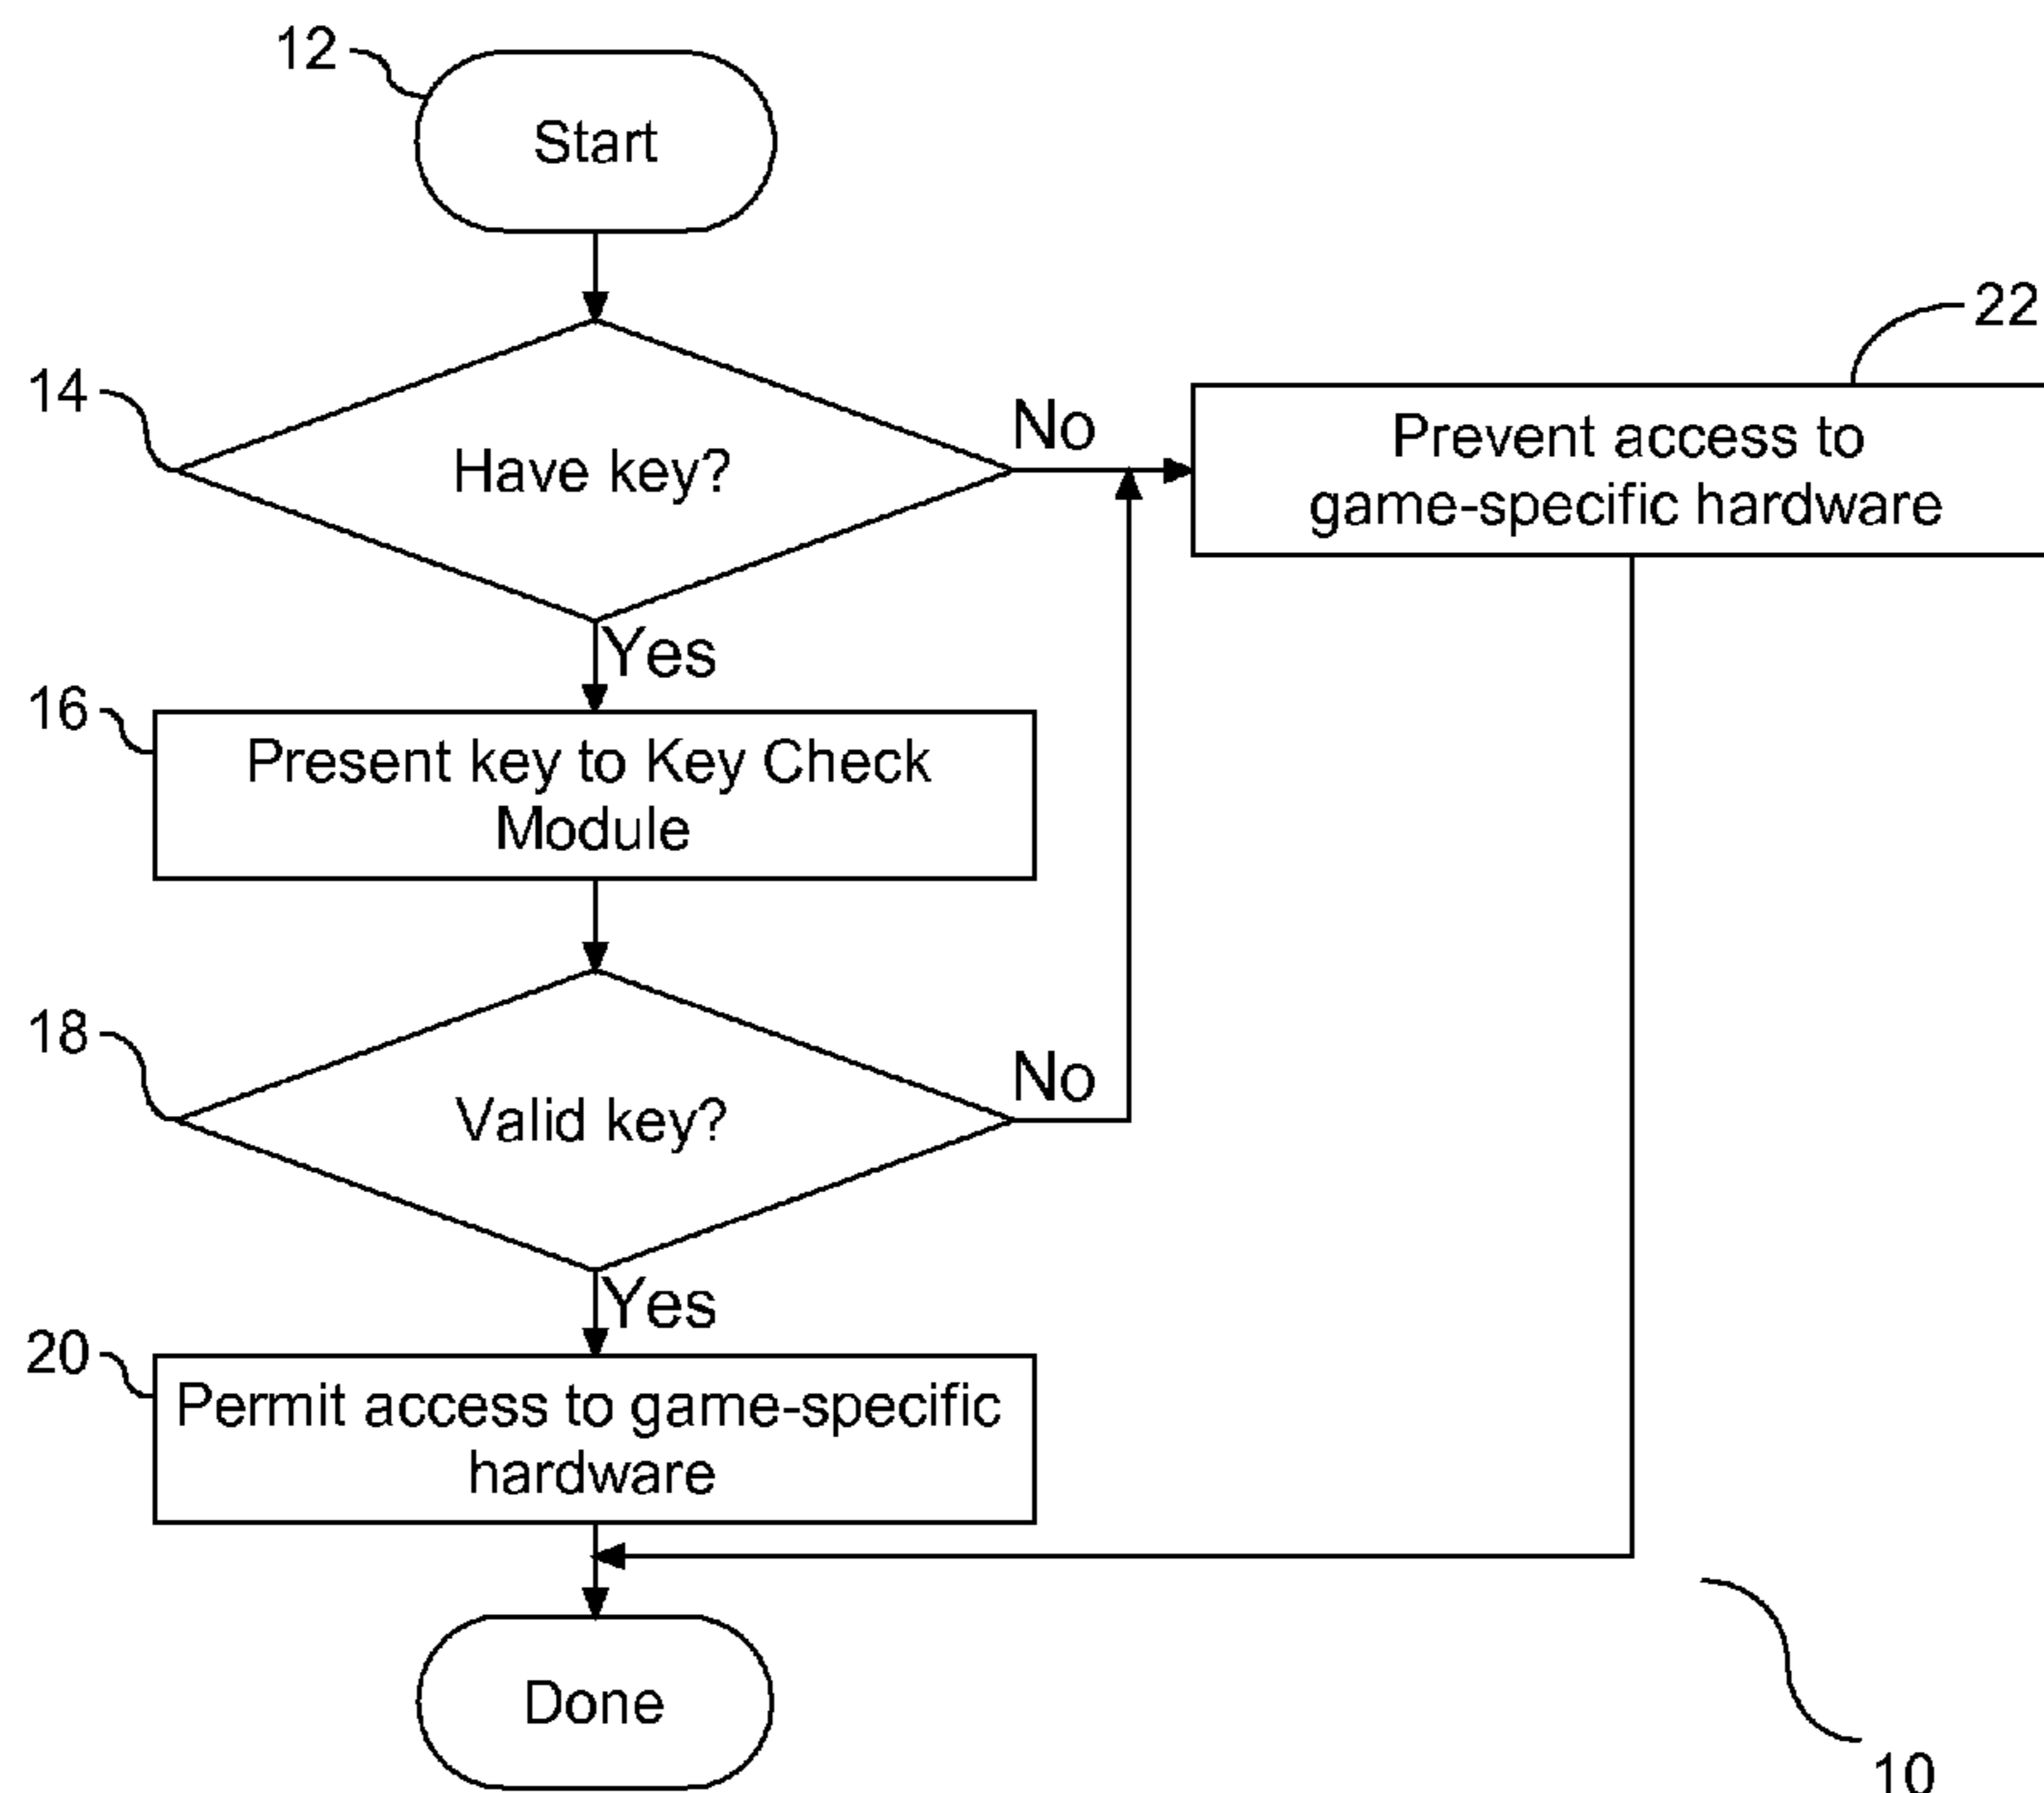 12
Start
22
14
Have key?
No
Prevent access to
game-specific hardware
Yes
16
Present key to Key Check
Module
18
Valid key?
No
Yes
20
Permit access to game-specific
hardware
Done
10